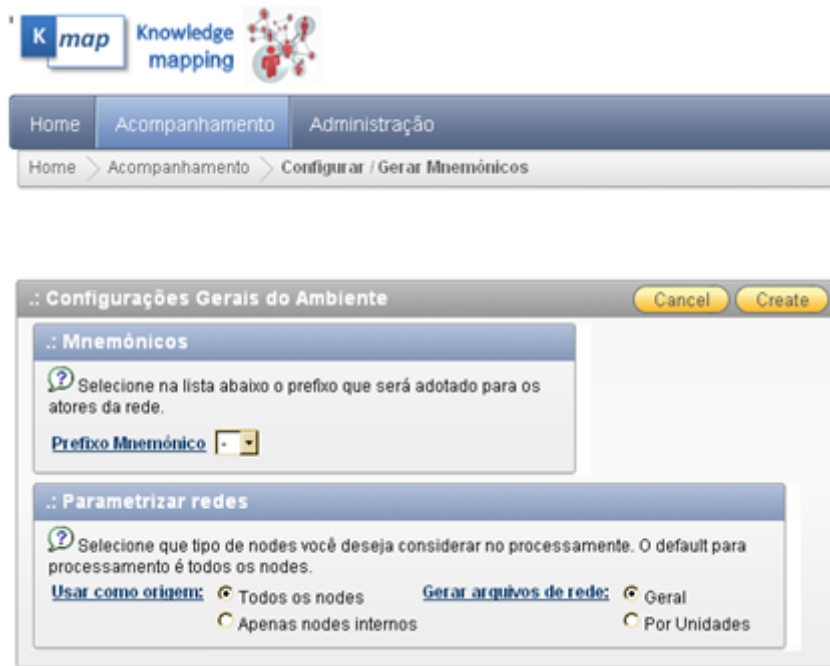 K map Knowledge mapping
Home Acompanhamento Administração
Home Acompanhamento Configurar / Gerar Mnemónicos
.: Configurações Gerais do Ambiente Cancel Create
.: Mnemônicos
? Selecione na lista abaixo o prefixo que será adotado para os
atores da rede.
Prefixo Mnemónico -
.: Parametrizar redes
? Selecione que tipo de nodes você deseja considerar no processamente. O default para
processamento é todos os nodes.
Usar como origem: Todos os nodes Gerar arquivos de rede: Geral
Apenas nodes internos Por Unidades